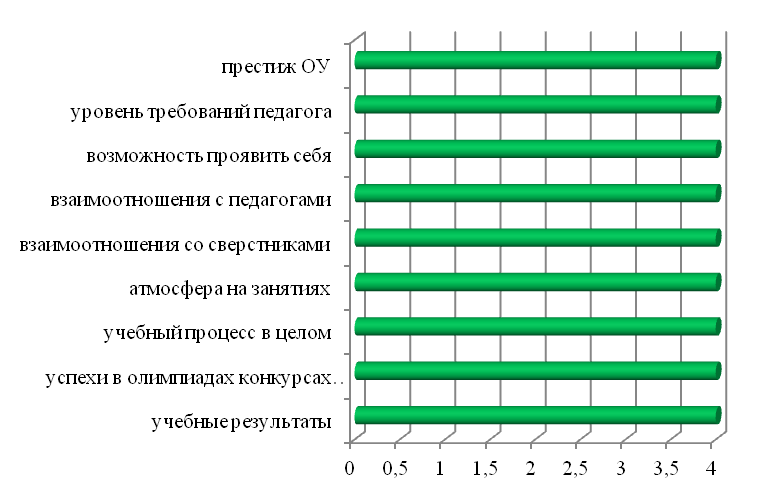 престиж ОУ
уровень требований педагога
возможность проявить себя
взаимоотношения с педагогами
взаимоотношения со сверстниками
атмосфера на занятиях
учебный процесс в целом
успехи в олимпиадах конкурсах..
учебные результаты
0 0,5 1 1,5 2 2,5 3 3,5 4